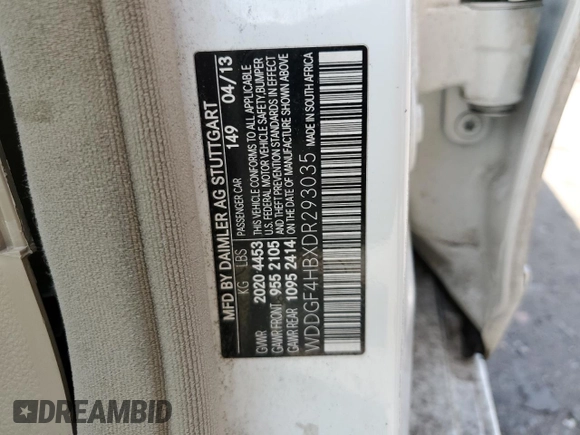 MFD BY DAIMLER AG STUTTGART
149 04/13
PASSENGER CAR
KG LBS
GVWR 2020 4453
GAWR FRONT 955 2105
GAWR REAR 1095 2414
THIS VEHICLE CONFORMS TO ALL APPLICABLE
U.S. FEDERAL MOTOR VEHICLE SAFETY,BUMPER
AND THEFT PREVENTION STANDARDS IN EFFECT
ON THE DATE OF MANUFACTURE SHOWN ABOVE
WDDGF4HBXDR293035
MADE IN SOUTH AFRICA
DREAMBID